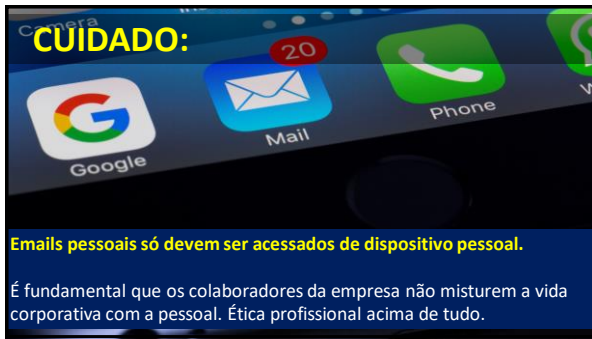 Camera
CUIDADO:
20
Google
Mail
Phone
W
Emails pessoais só devem ser acessados de dispositivo pessoal.
É fundamental que os colaboradores da empresa não misturem a vida
corporativa com a pessoal. Ética profissional acima de tudo.